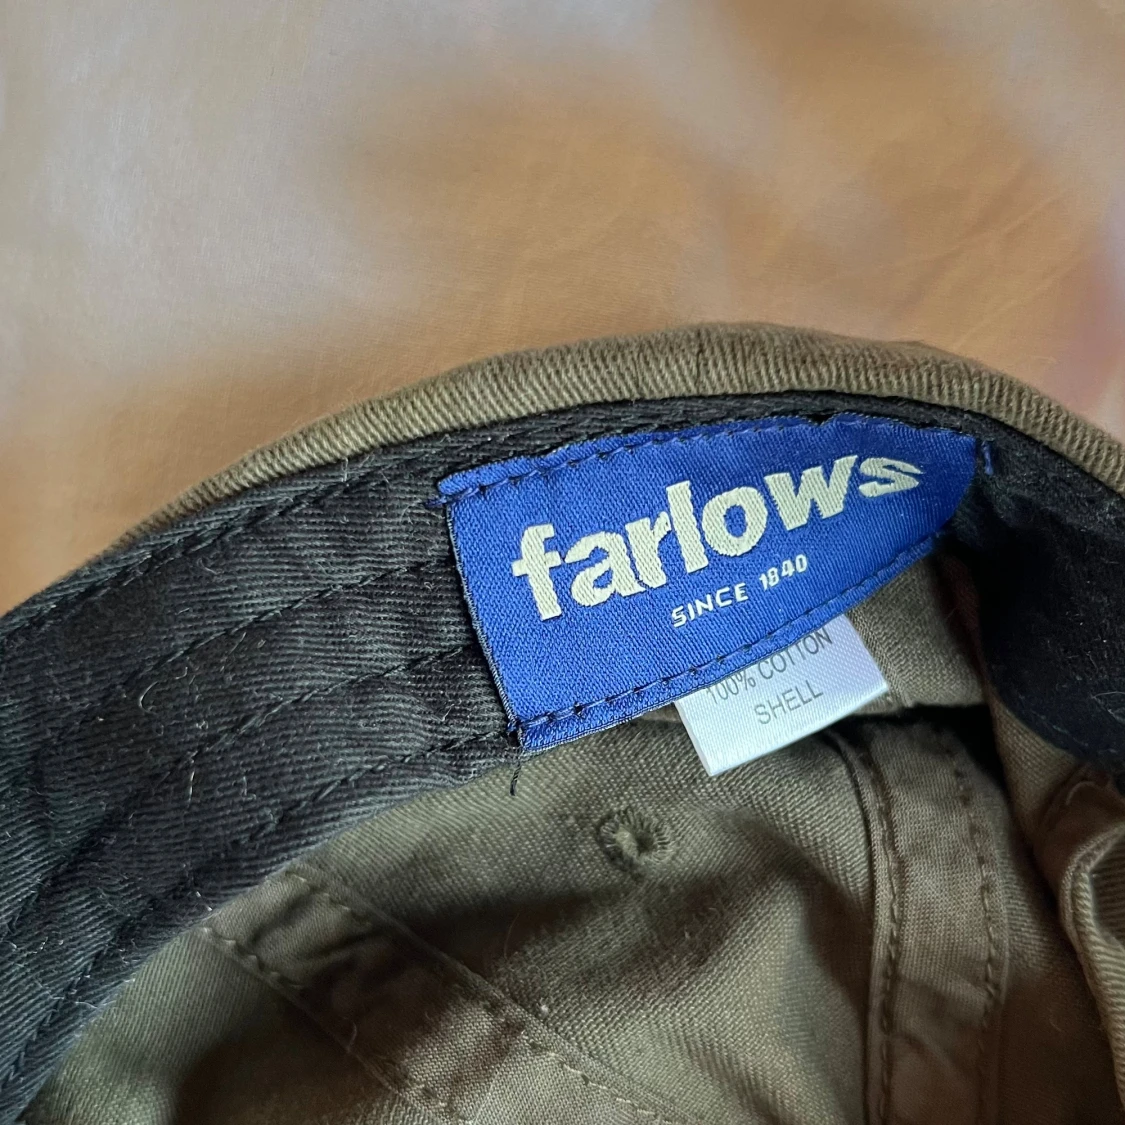 farlows
SINCE 1840
100% COTTON
SHELL